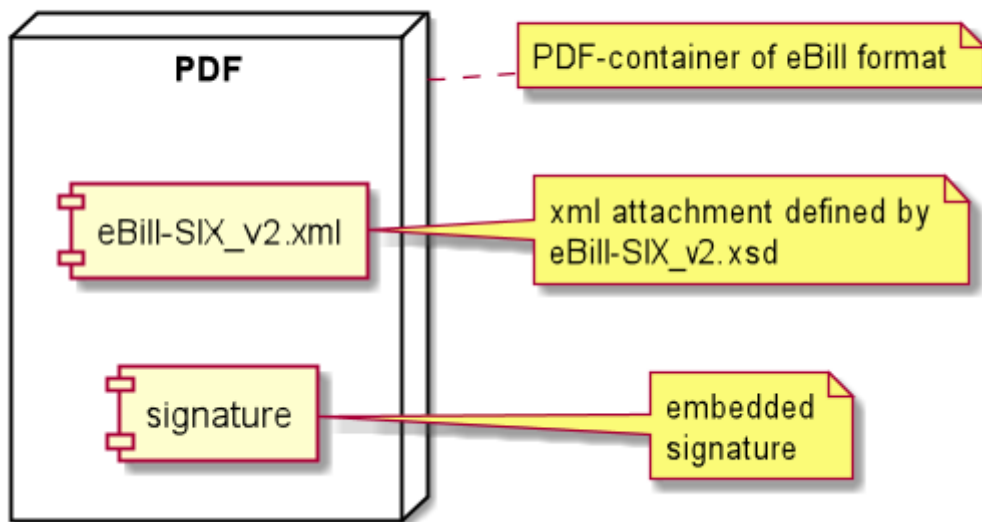 PDF
PDF-container of eBill format
eBill-SIX_v2.xml
xml attachment defined by
eBill-SIX_v2.xsd
signature
embedded
signature